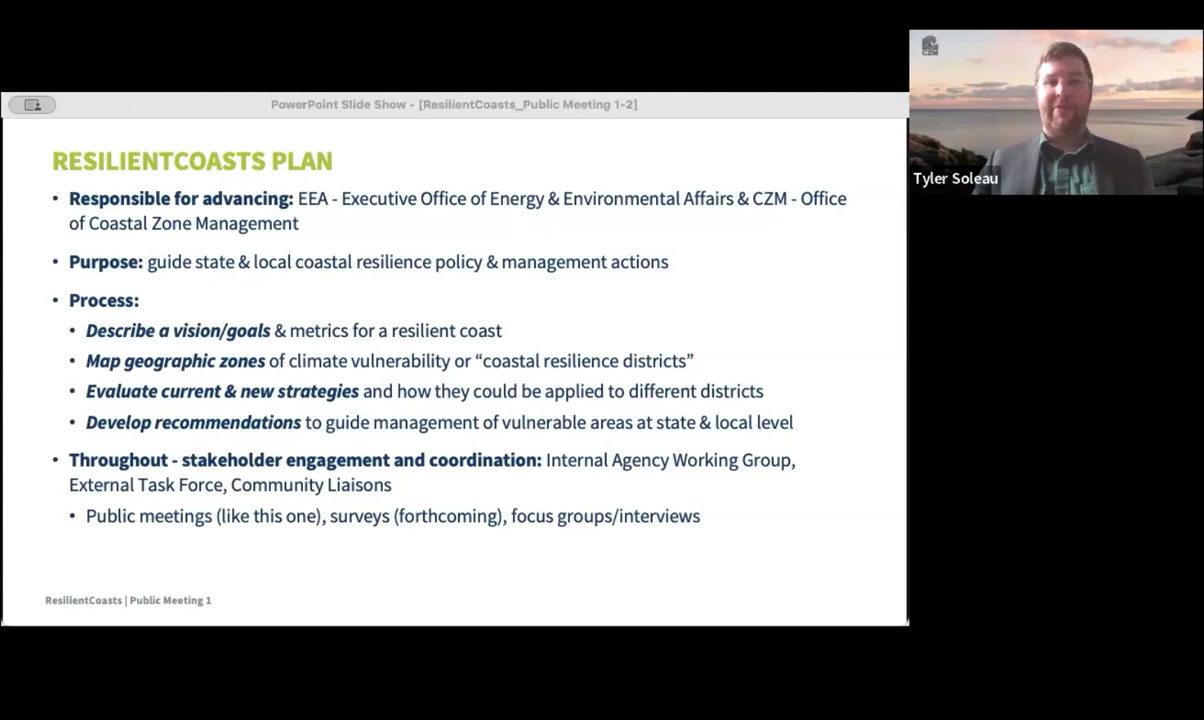 PowerPoint Slide Show - [ResilientCoasts_Public Meeting 1-2]
RESILIENTCOASTS PLAN
• Responsible for advancing: EEA - Executive Office of Energy & Environmental Affairs & CZM - Office
of Coastal Zone Management
• Purpose: guide state & local coastal resilience policy & management actions
• Process:
• Describe a vision/goals & metrics for a resilient coast
• Map geographic zones of climate vulnerability or “coastal resilience districts”
• Evaluate current & new strategies and how they could be applied to different districts
• Develop recommendations to guide management of vulnerable areas at state & local level
• Throughout - stakeholder engagement and coordination: Internal Agency Working Group,
External Task Force, Community Liaisons
• Public meetings (like this one), surveys (forthcoming), focus groups/interviews
ResilientCoasts | Public Meeting 1
CZM
Tyler Soleau